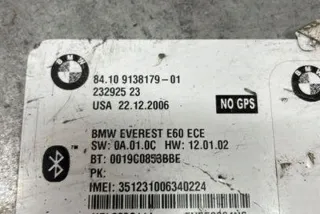 BMW
84.10 9138179-01
232925 23
USA 22.12.2006
NO GPS
BMW EVEREST E60 ECE
SW: 0A.01.0C HW: 12.01.02
BT: 0019C0853BBE
PK:
IMEI: 351231006340224